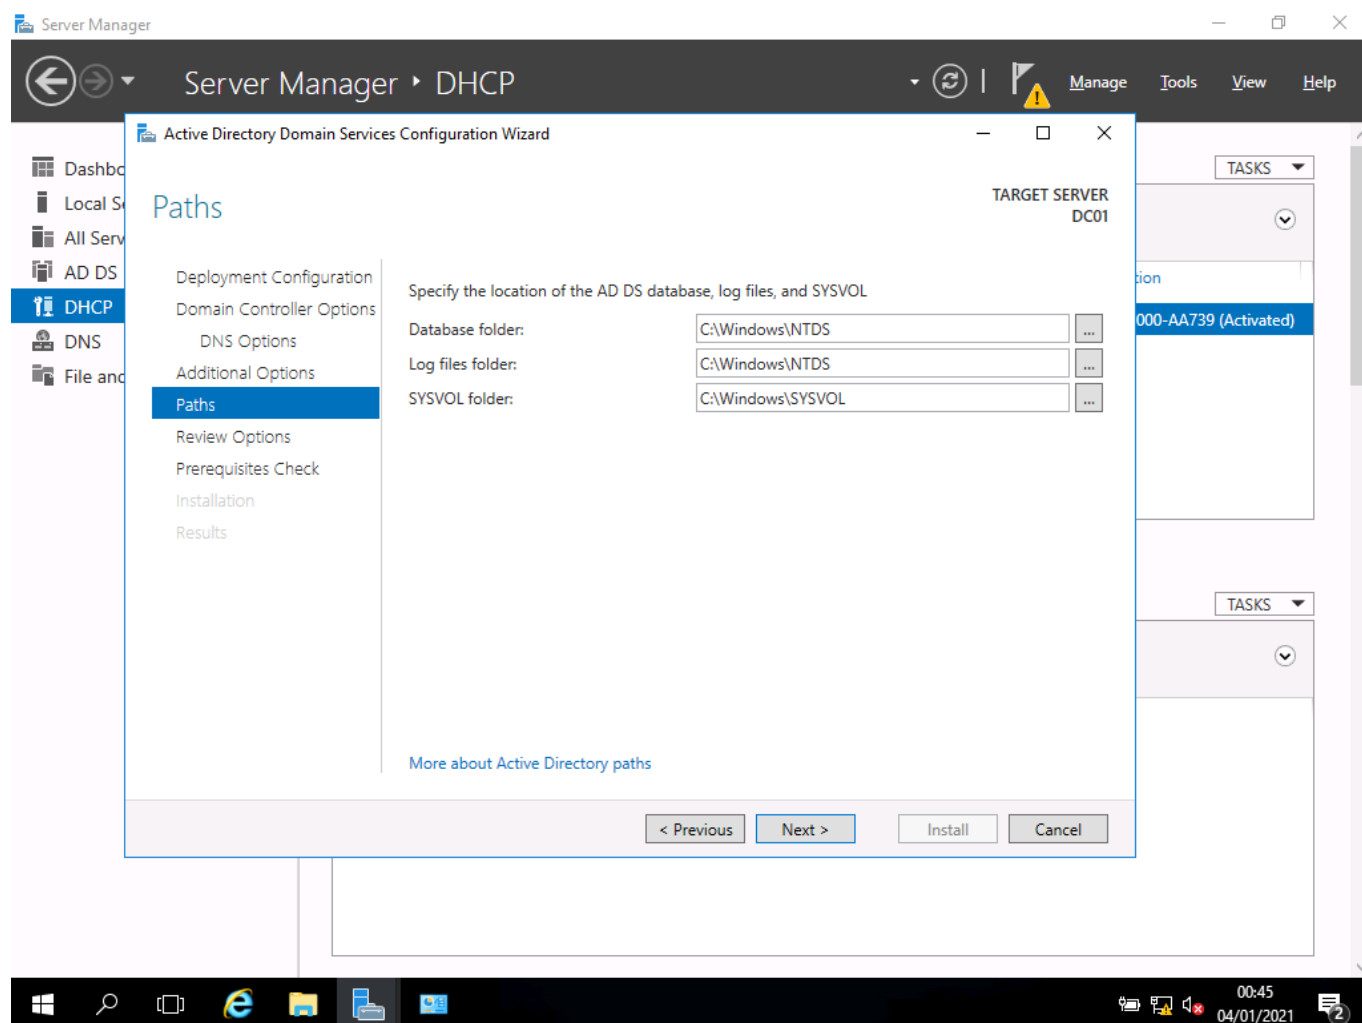 Server Manager
Server Manager ‣ DHCP
Manage Tools View Help
Active Directory Domain Services Configuration Wizard
Dashbo
Local Se
All Serv
AD DS
DHCP
DNS
File and
TASKS
Paths
TARGET SERVER
DC01
Deployment Configuration
Domain Controller Options
DNS Options
Additional Options
Paths
Review Options
Prerequisites Check
Installation
Results
Specify the location of the AD DS database, log files, and SYSVOL
Database folder: C:\Windows\NTDS ...
Log files folder: C:\Windows\NTDS ...
SYSVOL folder: C:\Windows\SYSVOL ...
More about Active Directory paths
< Previous Next > Install Cancel
tion
000-AA739 (Activated)
TASKS
00:45
04/01/2021
2